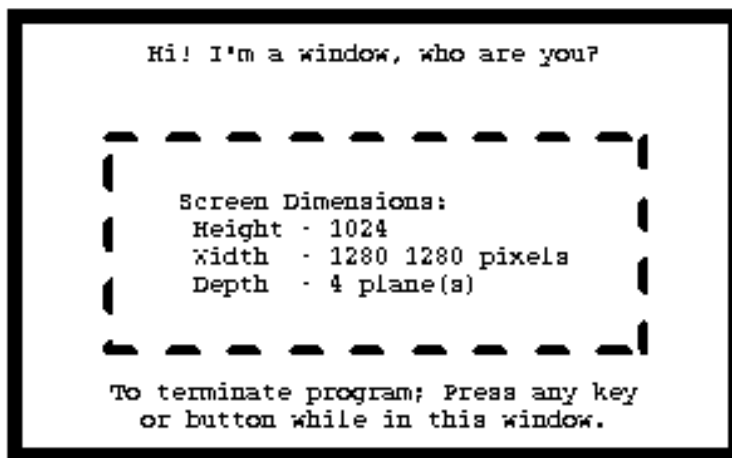 Hi! I'm a window, who are you?
Screen Dimensions:
Height - 1024
Width - 1280 1280 pixels
Depth - 4 plane(s)
To terminate program; Press any key
or button while in this window.